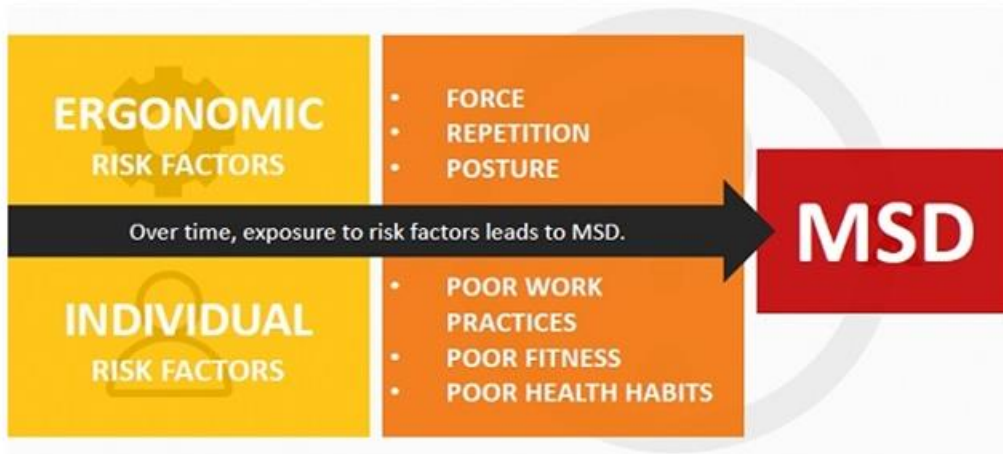 ERGONOMIC
RISK FACTORS
• FORCE
• REPETITION
• POSTURE
Over time, exposure to risk factors leads to MSD.
MSD
INDIVIDUAL
RISK FACTORS
• POOR WORK
PRACTICES
• POOR FITNESS
• POOR HEALTH HABITS